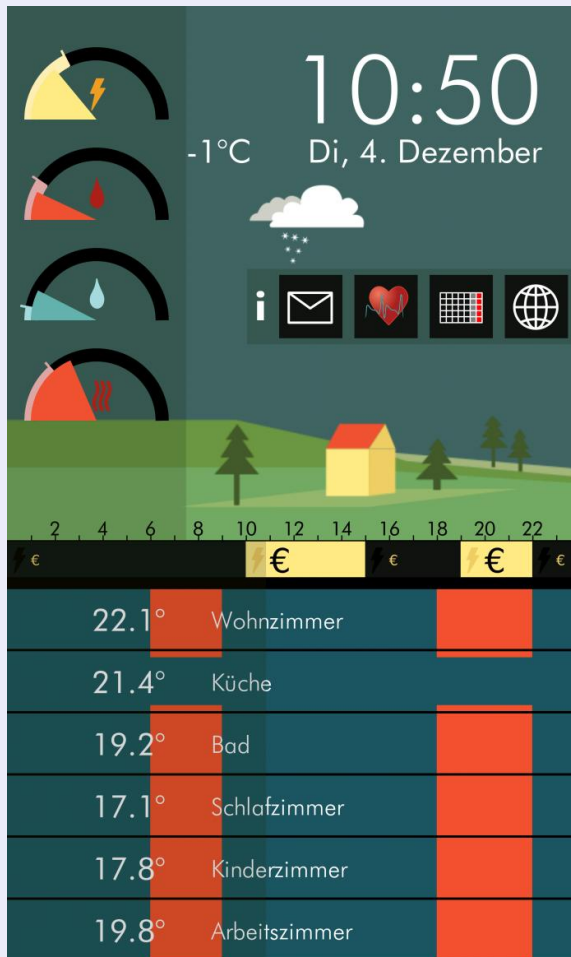 10:50
-1°C Di, 4. Dezember
i
2 4 6 8 10 12 14 16 18 20 22
€ € € € €
22.1° Wohnzimmer
21.4° Küche
19.2° Bad
17.1° Schlafzimmer
17.8° Kinderzimmer
19.8° Arbeitszimmer